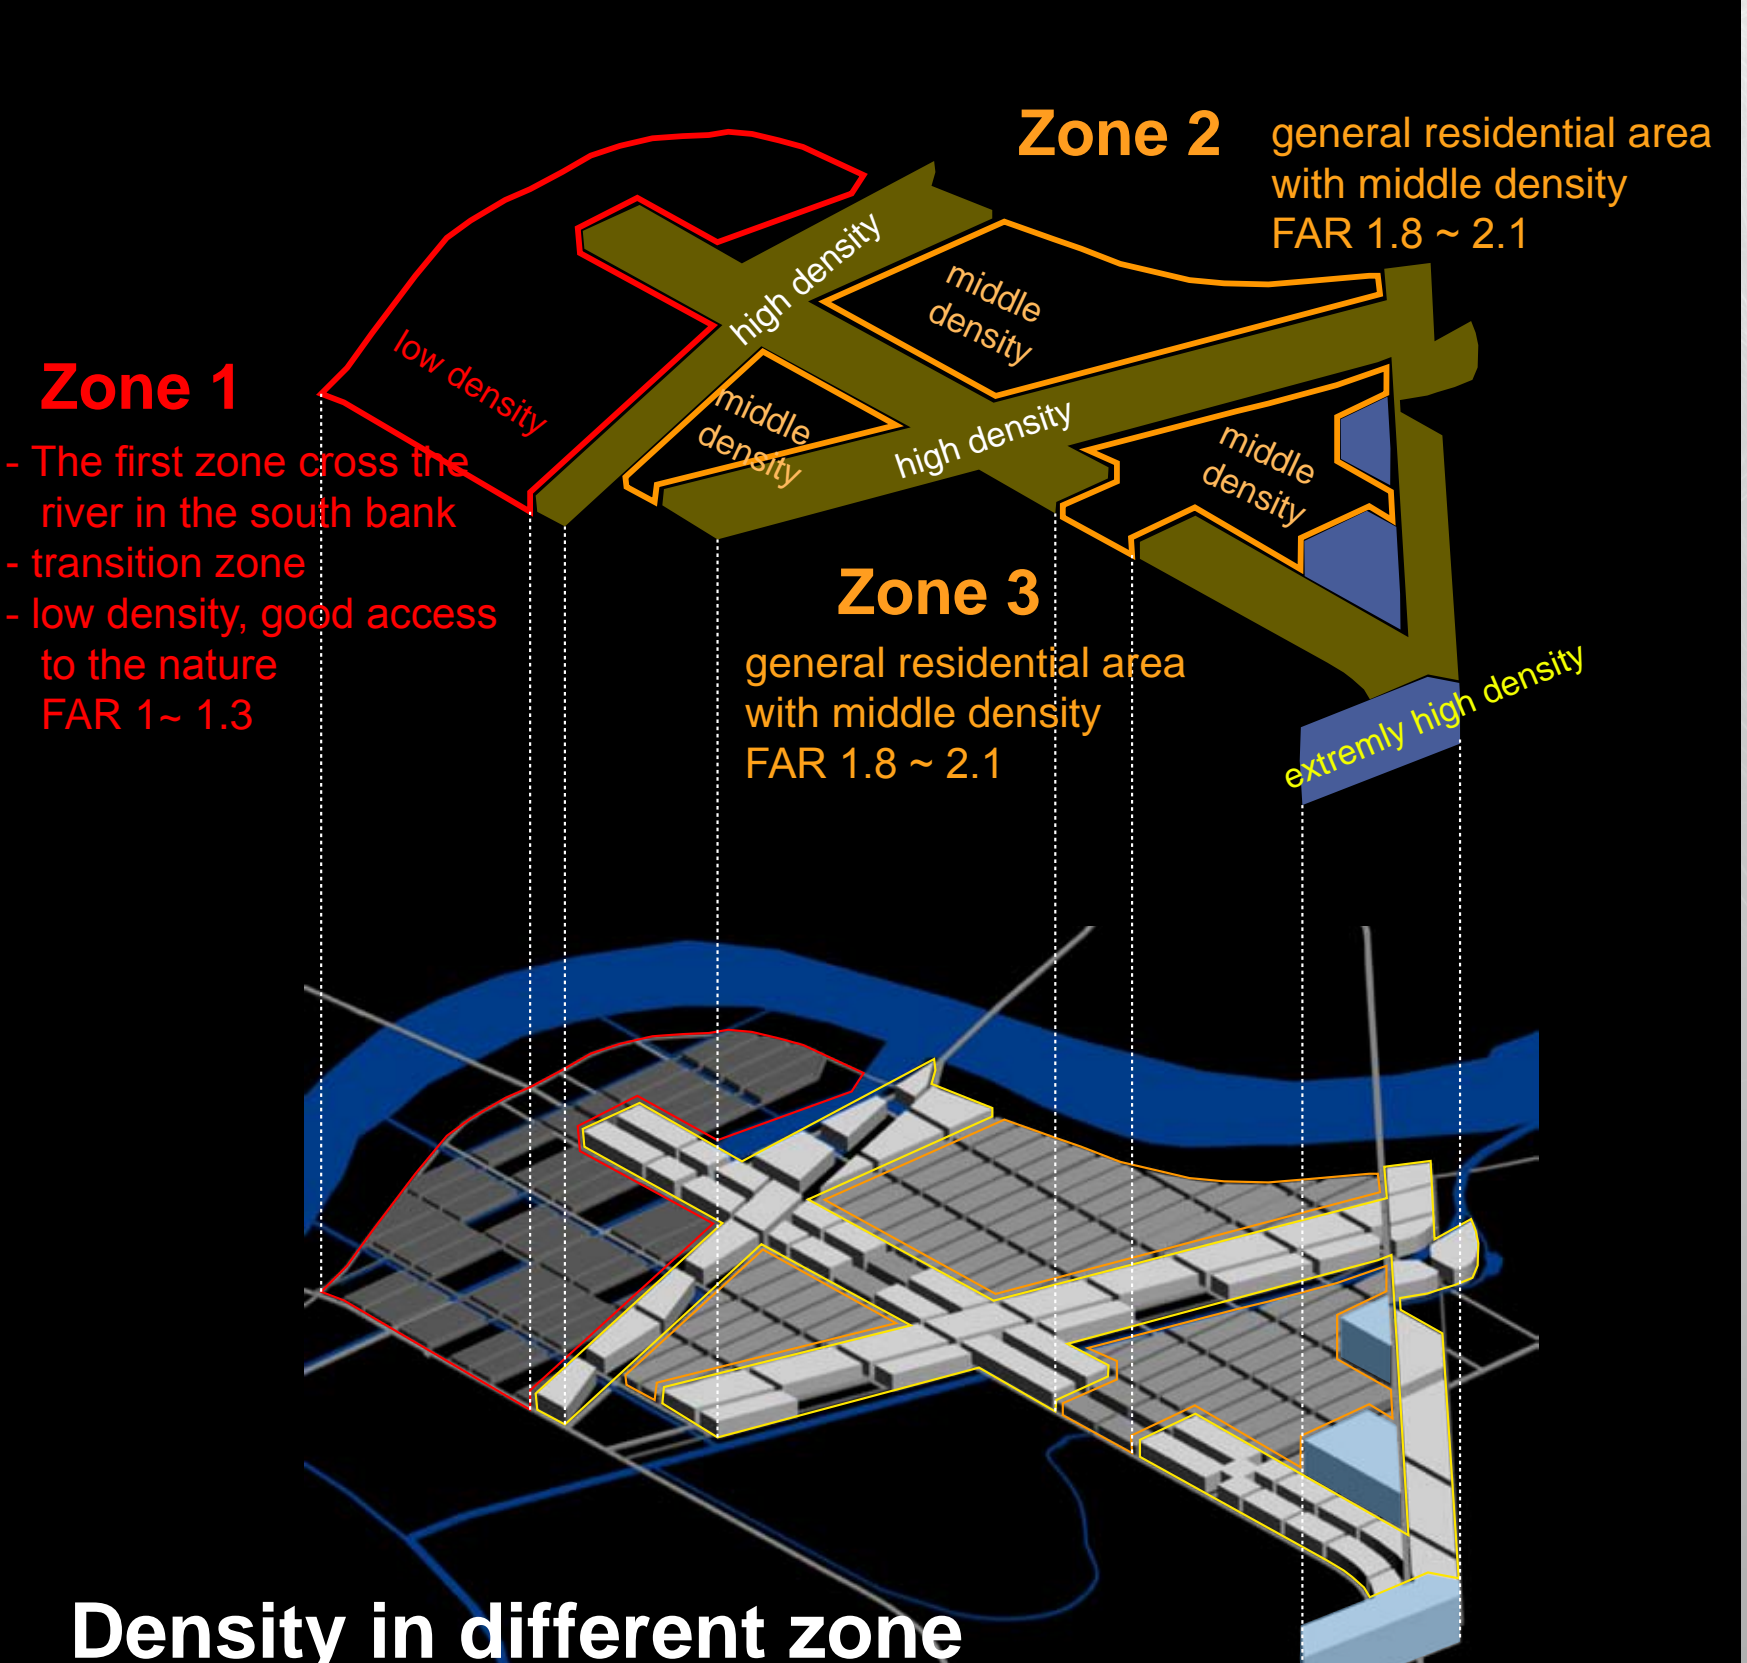 Zone 2
general residential area
with middle density
FAR 1.8 ~ 2.1
high density
middle
density
low density
Zone 1
- The first zone cross the
river in the south bank
- transition zone
- low density, good access
to the nature
FAR 1~ 1.3
middle
density
high density
middle
density
Zone 3
general residential area
with middle density
FAR 1.8 ~ 2.1
extremly high density
Density in different zone